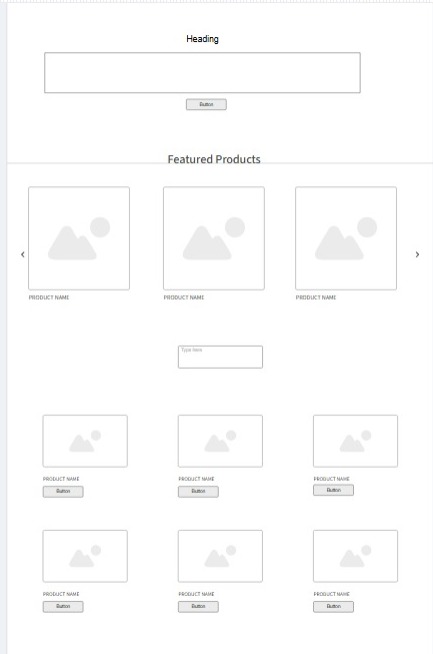 Heading
Button
Featured Products
‹ ›
PRODUCT NAME PRODUCT NAME PRODUCT NAME
Type here
PRODUCT NAME PRODUCT NAME PRODUCT NAME
Button Button Button
PRODUCT NAME PRODUCT NAME PRODUCT NAME
Button Button Button